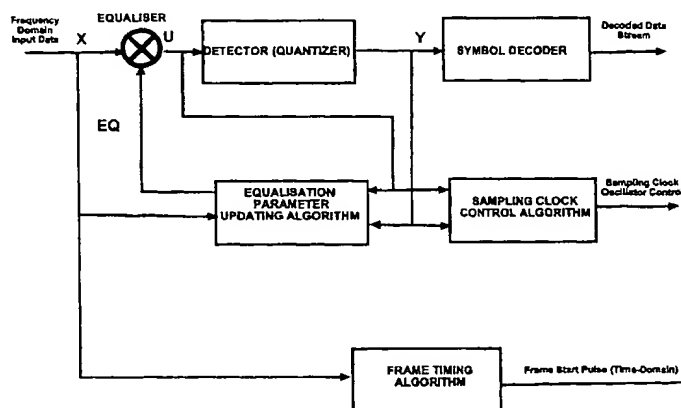 Frequency
Domain
Input Data
X
EQUALISER
U
DETECTOR (QUANTIZER)
Y
SYMBOL DECODER
Decoded Data
Stream
EQ
EQUALISATION
PARAMETER
UPDATING ALGORITHM
SAMPLING CLOCK
CONTROL ALGORITHM
Sampling Clock
Oscillator Control
FRAME TIMING
ALGORITHM
Frame Start Pulse (Time-Domain)